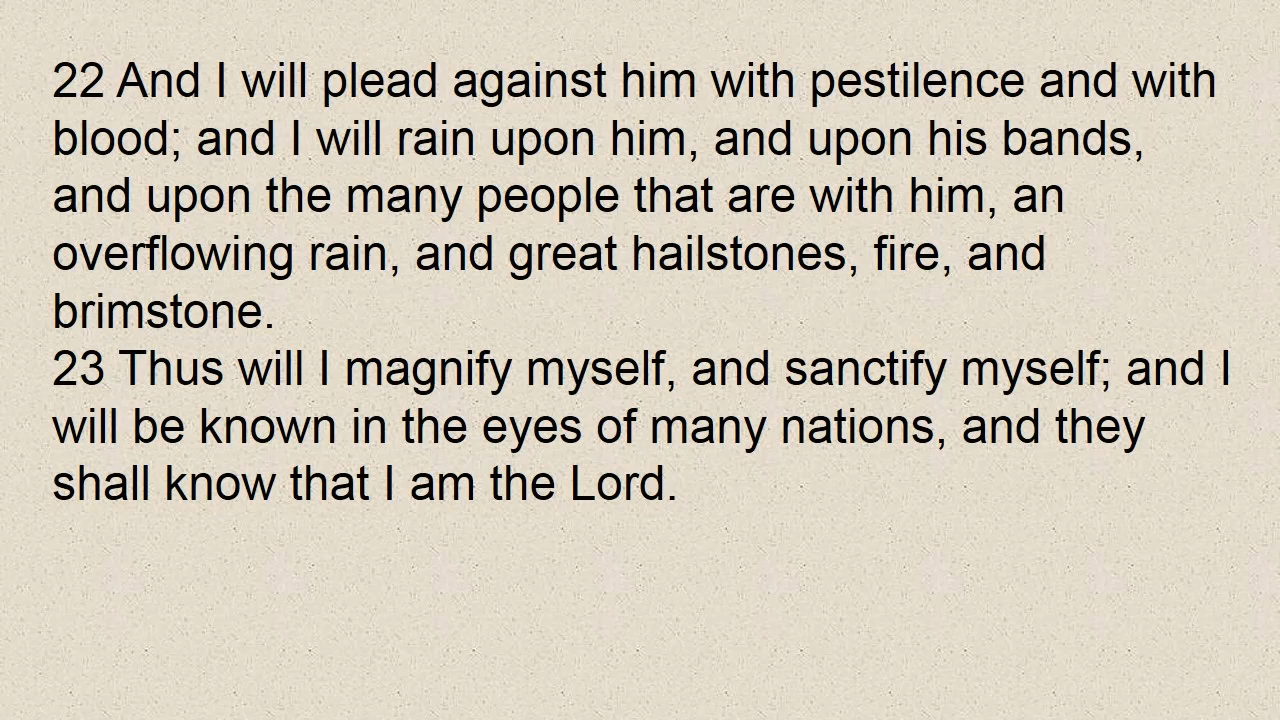 22 And I will plead against him with pestilence and with
blood; and I will rain upon him, and upon his bands,
and upon the many people that are with him, an
overflowing rain, and great hailstones, fire, and
brimstone.
23 Thus will I magnify myself, and sanctify myself; and I
will be known in the eyes of many nations, and they
shall know that I am the Lord.